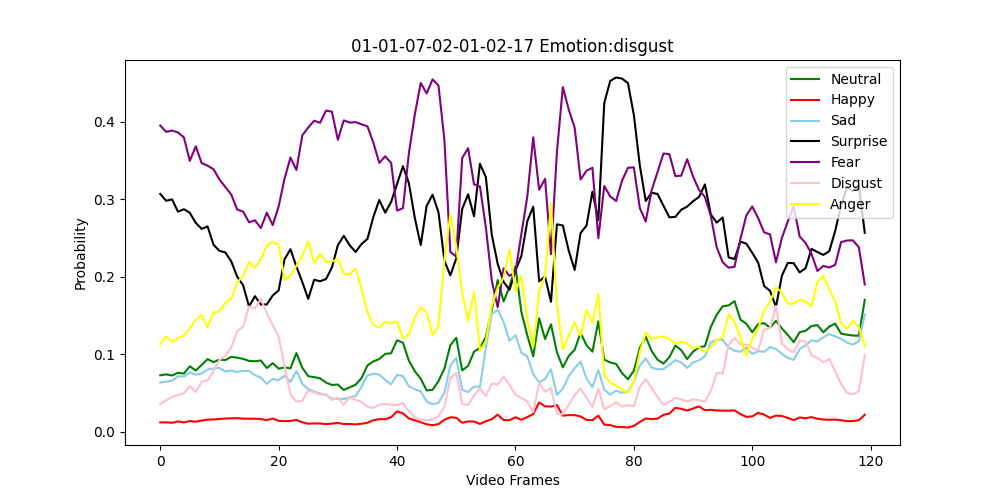 01-01-07-02-01-02-17 Emotion:disgust
Probability
0.4
0.3
0.2
0.1
0.0
0
20
40
60
80
100
120
Video Frames
Neutral
Happy
Sad
Surprise
Fear
Disgust
Anger